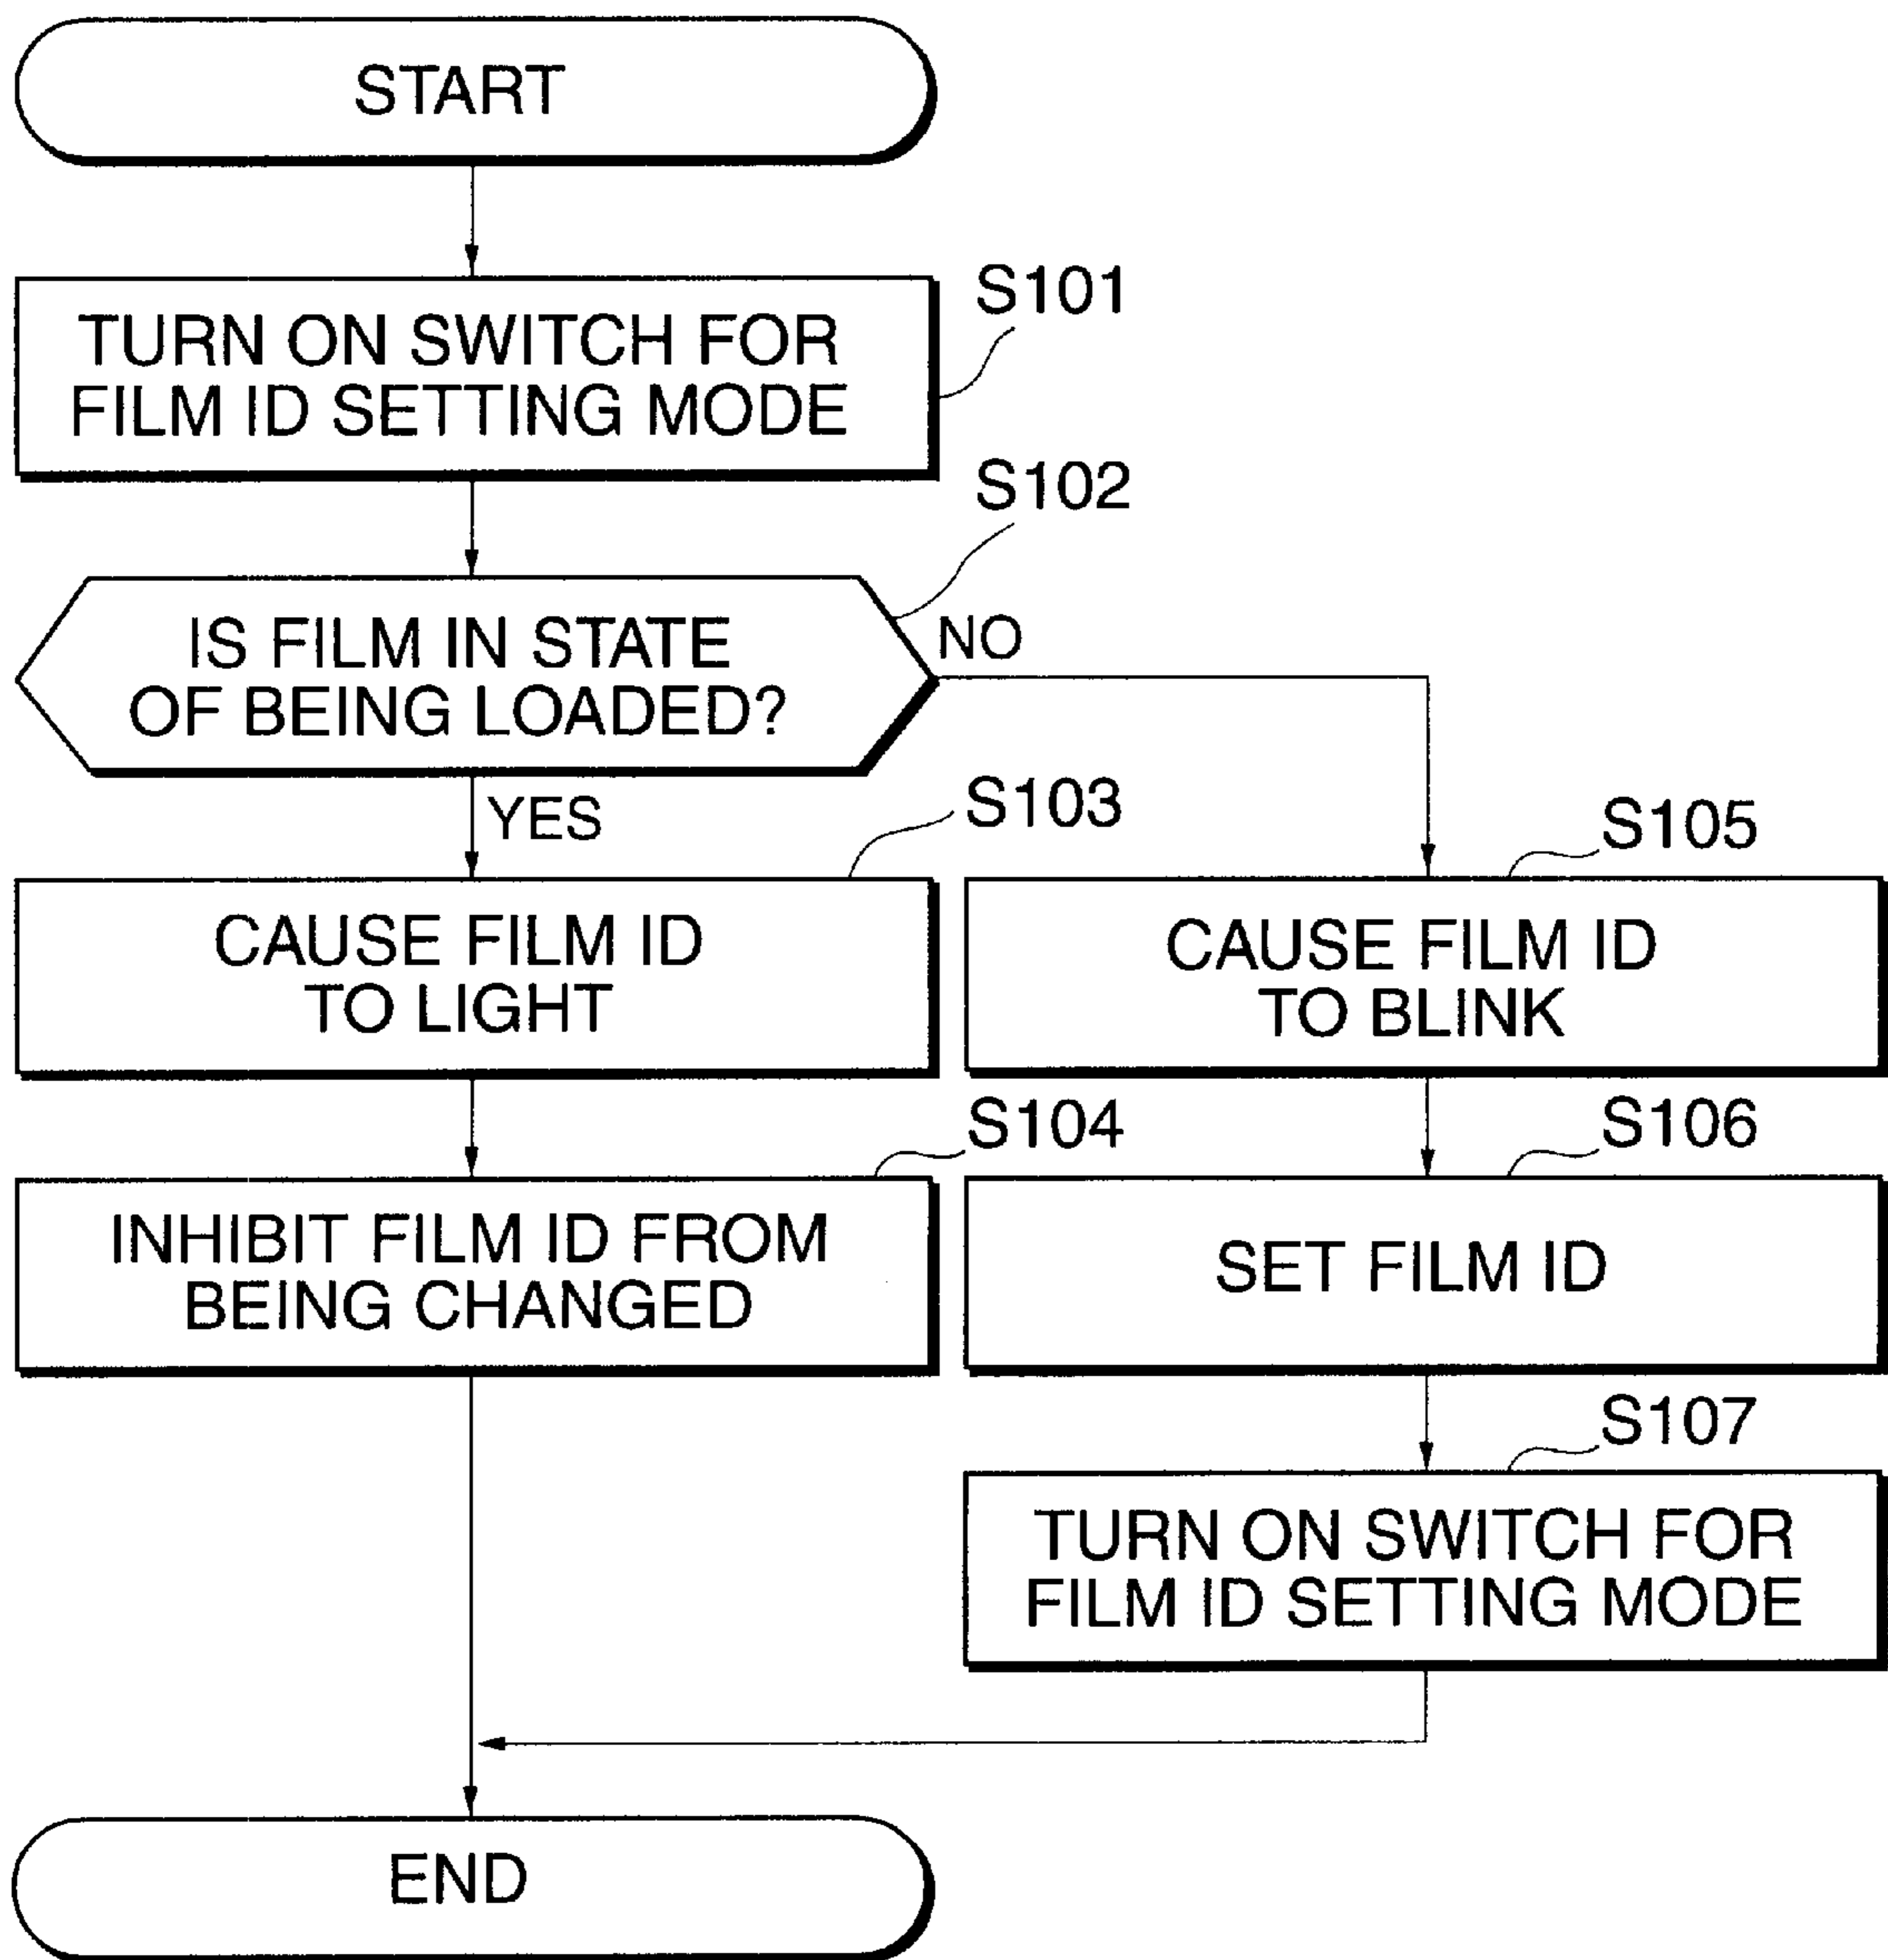 START
S101
TURN ON SWITCH FOR
FILM ID SETTING MODE
S102
IS FILM IN STATE
OF BEING LOADED?
NO
YES
S103
CAUSE FILM ID
TO LIGHT
S105
CAUSE FILM ID
TO BLINK
S104
INHIBIT FILM ID FROM
BEING CHANGED
S106
SET FILM ID
S107
TURN ON SWITCH FOR
FILM ID SETTING MODE
END